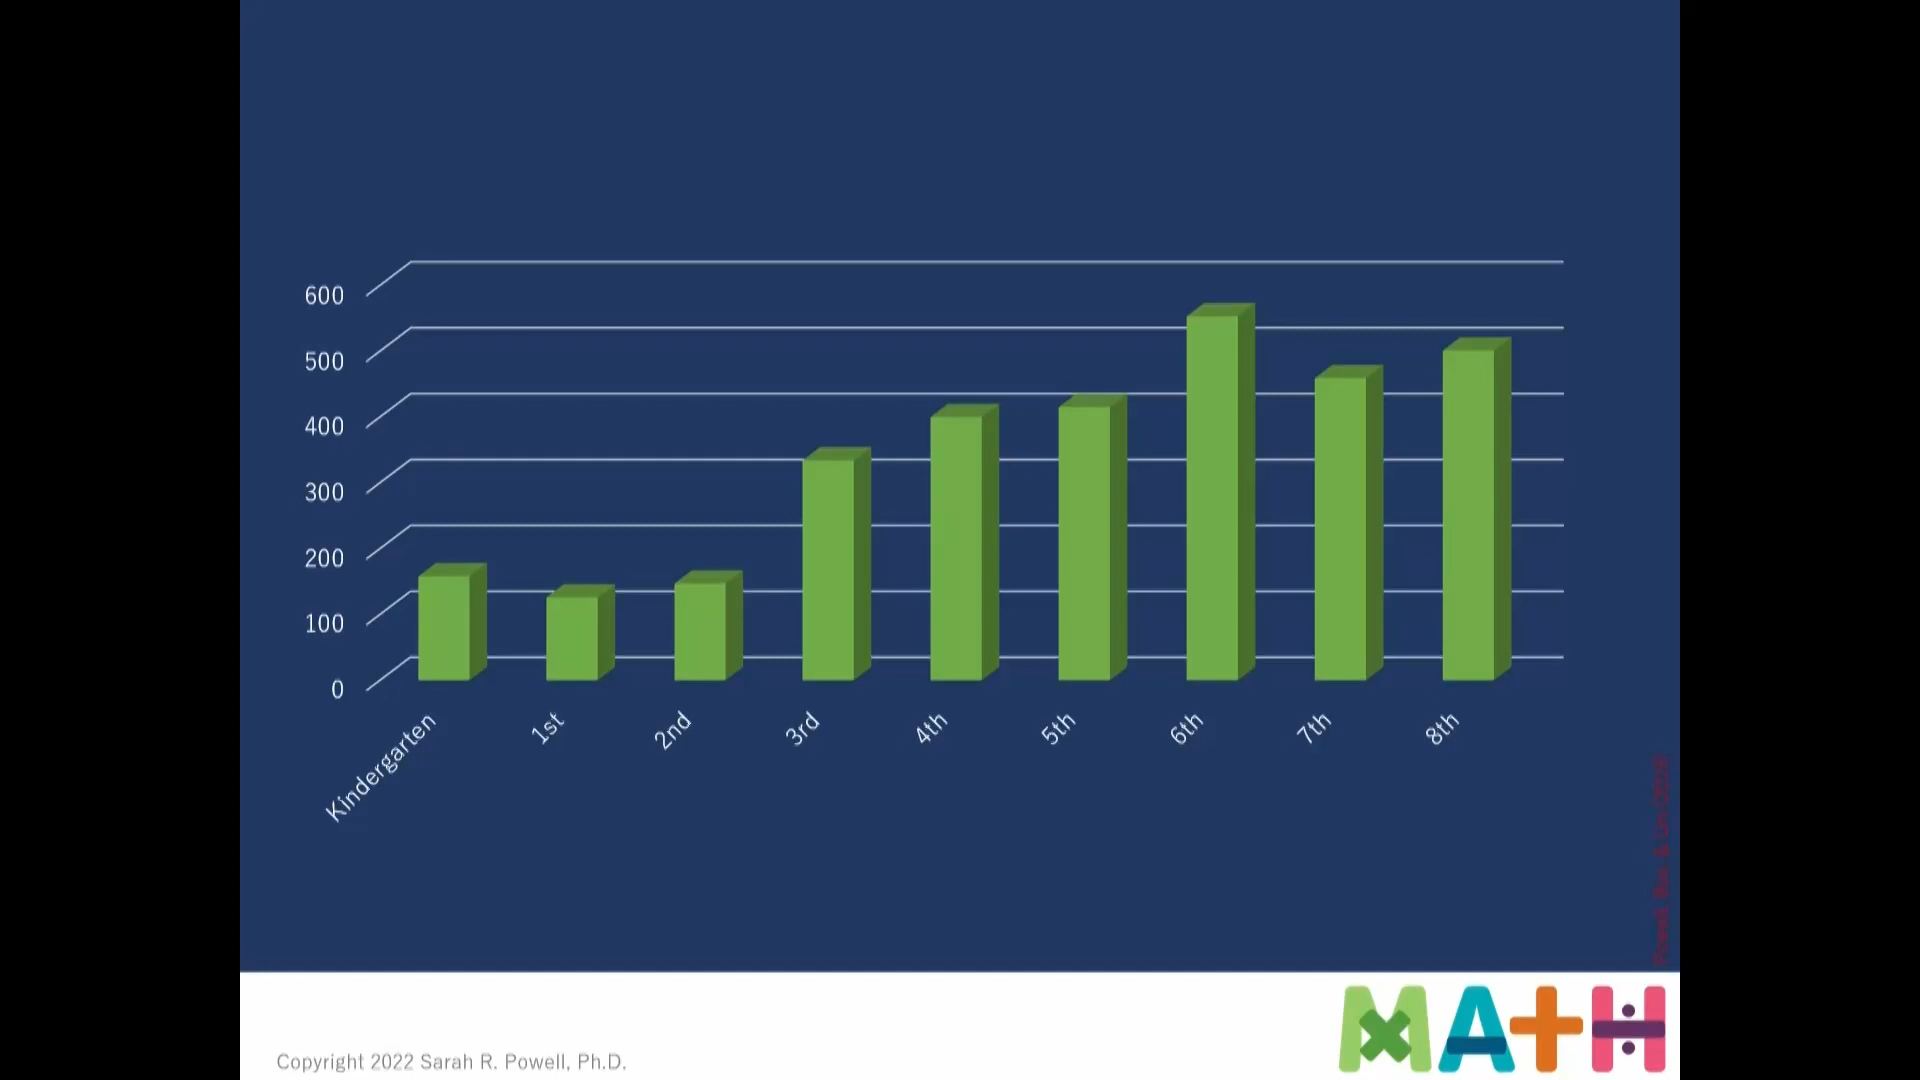 600
500
400
300
200
100
0
Kindergarten
1st
2nd
3rd
4th
5th
6th
7th
8th
Copyright 2022 Sarah R. Powell, Ph.D.
MATH